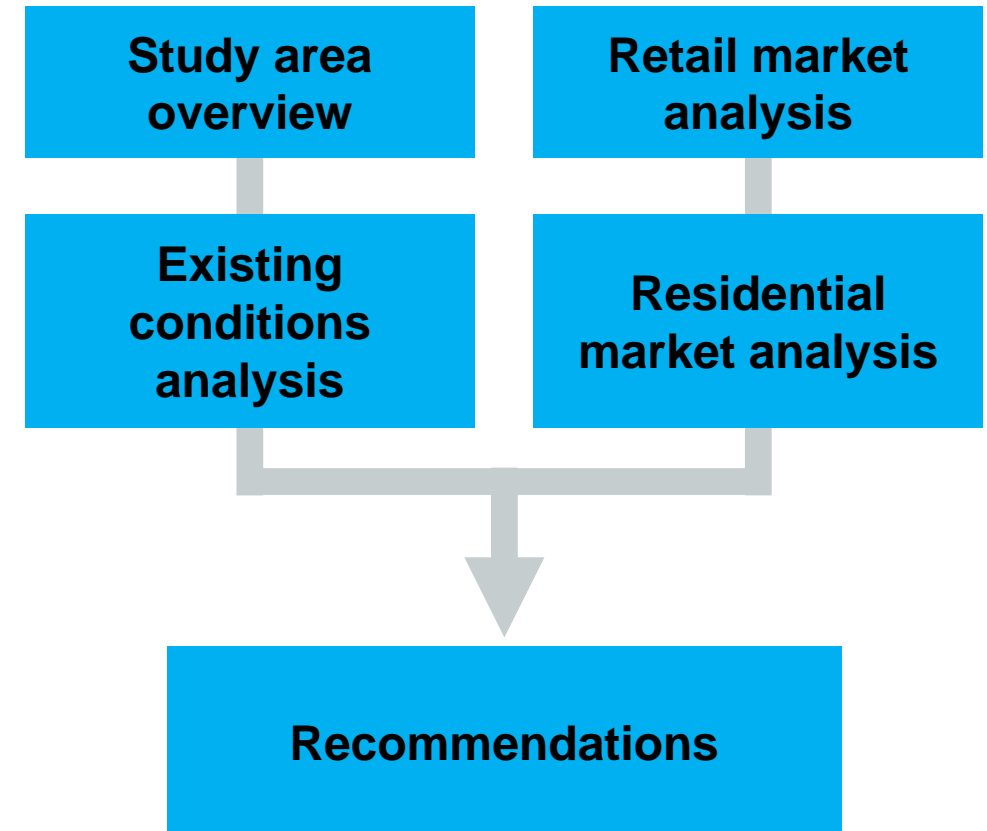 Study area
overview
Retail market
analysis
Existing
conditions
analysis
Residential
market analysis
Recommendations